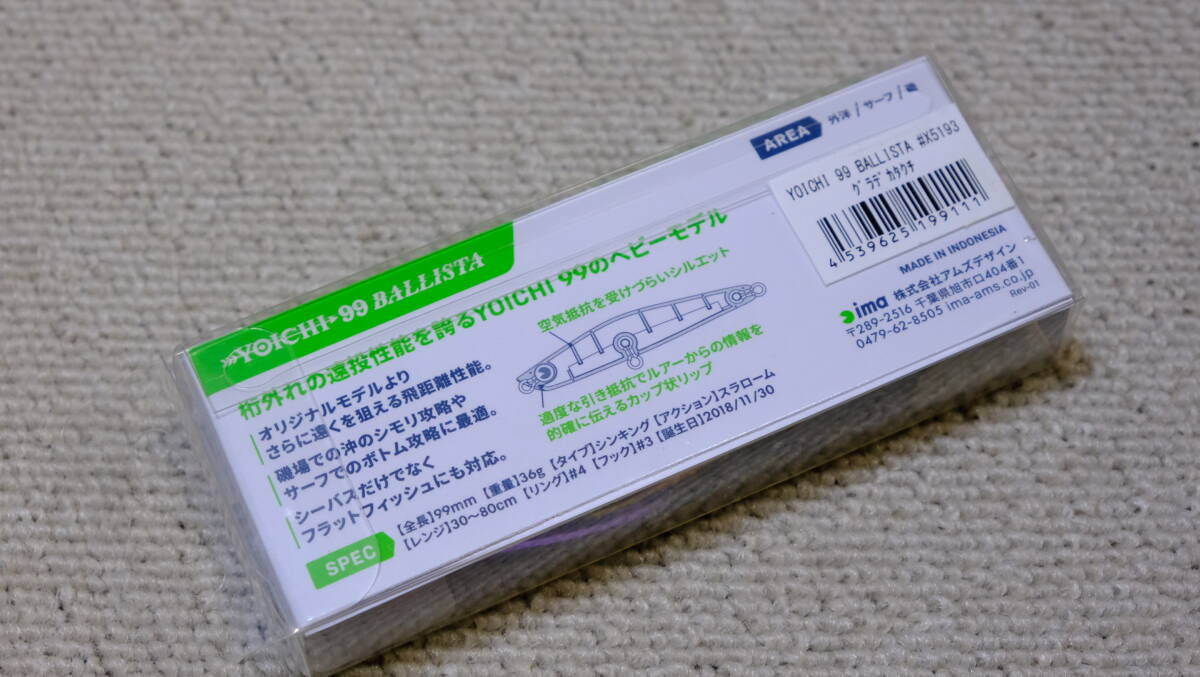 YOICHI 99 BALLISTA
桁外れの遠投性能を誇るYOICHI 99のヘビーモデル
オリジナルモデルより
さらに遠くを狙える飛距離性能。
磯場での沖のシモリ攻略や
サーフでのボトム攻略に最適。
シーバスだけでなく
フラットフィッシュにも対応。
空気抵抗を受けづらいシルエット
過度な引き抵抗でルアーからの情報を
的確に伝えるカップ状リップ
SPEC
【全長】99mm【重量】36g【タイプ】シンキング【アクション】スラローム
【レンジ】30〜80cm【リング】#4【フック】#3【誕生日】2018/11/30
AREA
外洋/サーフ/磯
YOICHI 99 BALLISTA #X5193
グラデ カタクチ
4539625199111
MADE IN INDONESIA
ima 株式会社アムズデザイン
〒289-2516 千葉県旭市ロ404番1
0479-62-8505 ima-ams.co.jp
Rev-01